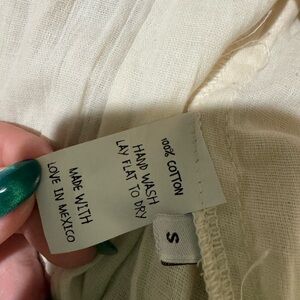 100% COTTON
HAND WASH
LAY FLAT TO DRY
MADE WITH
LOVE IN MEXICO
S